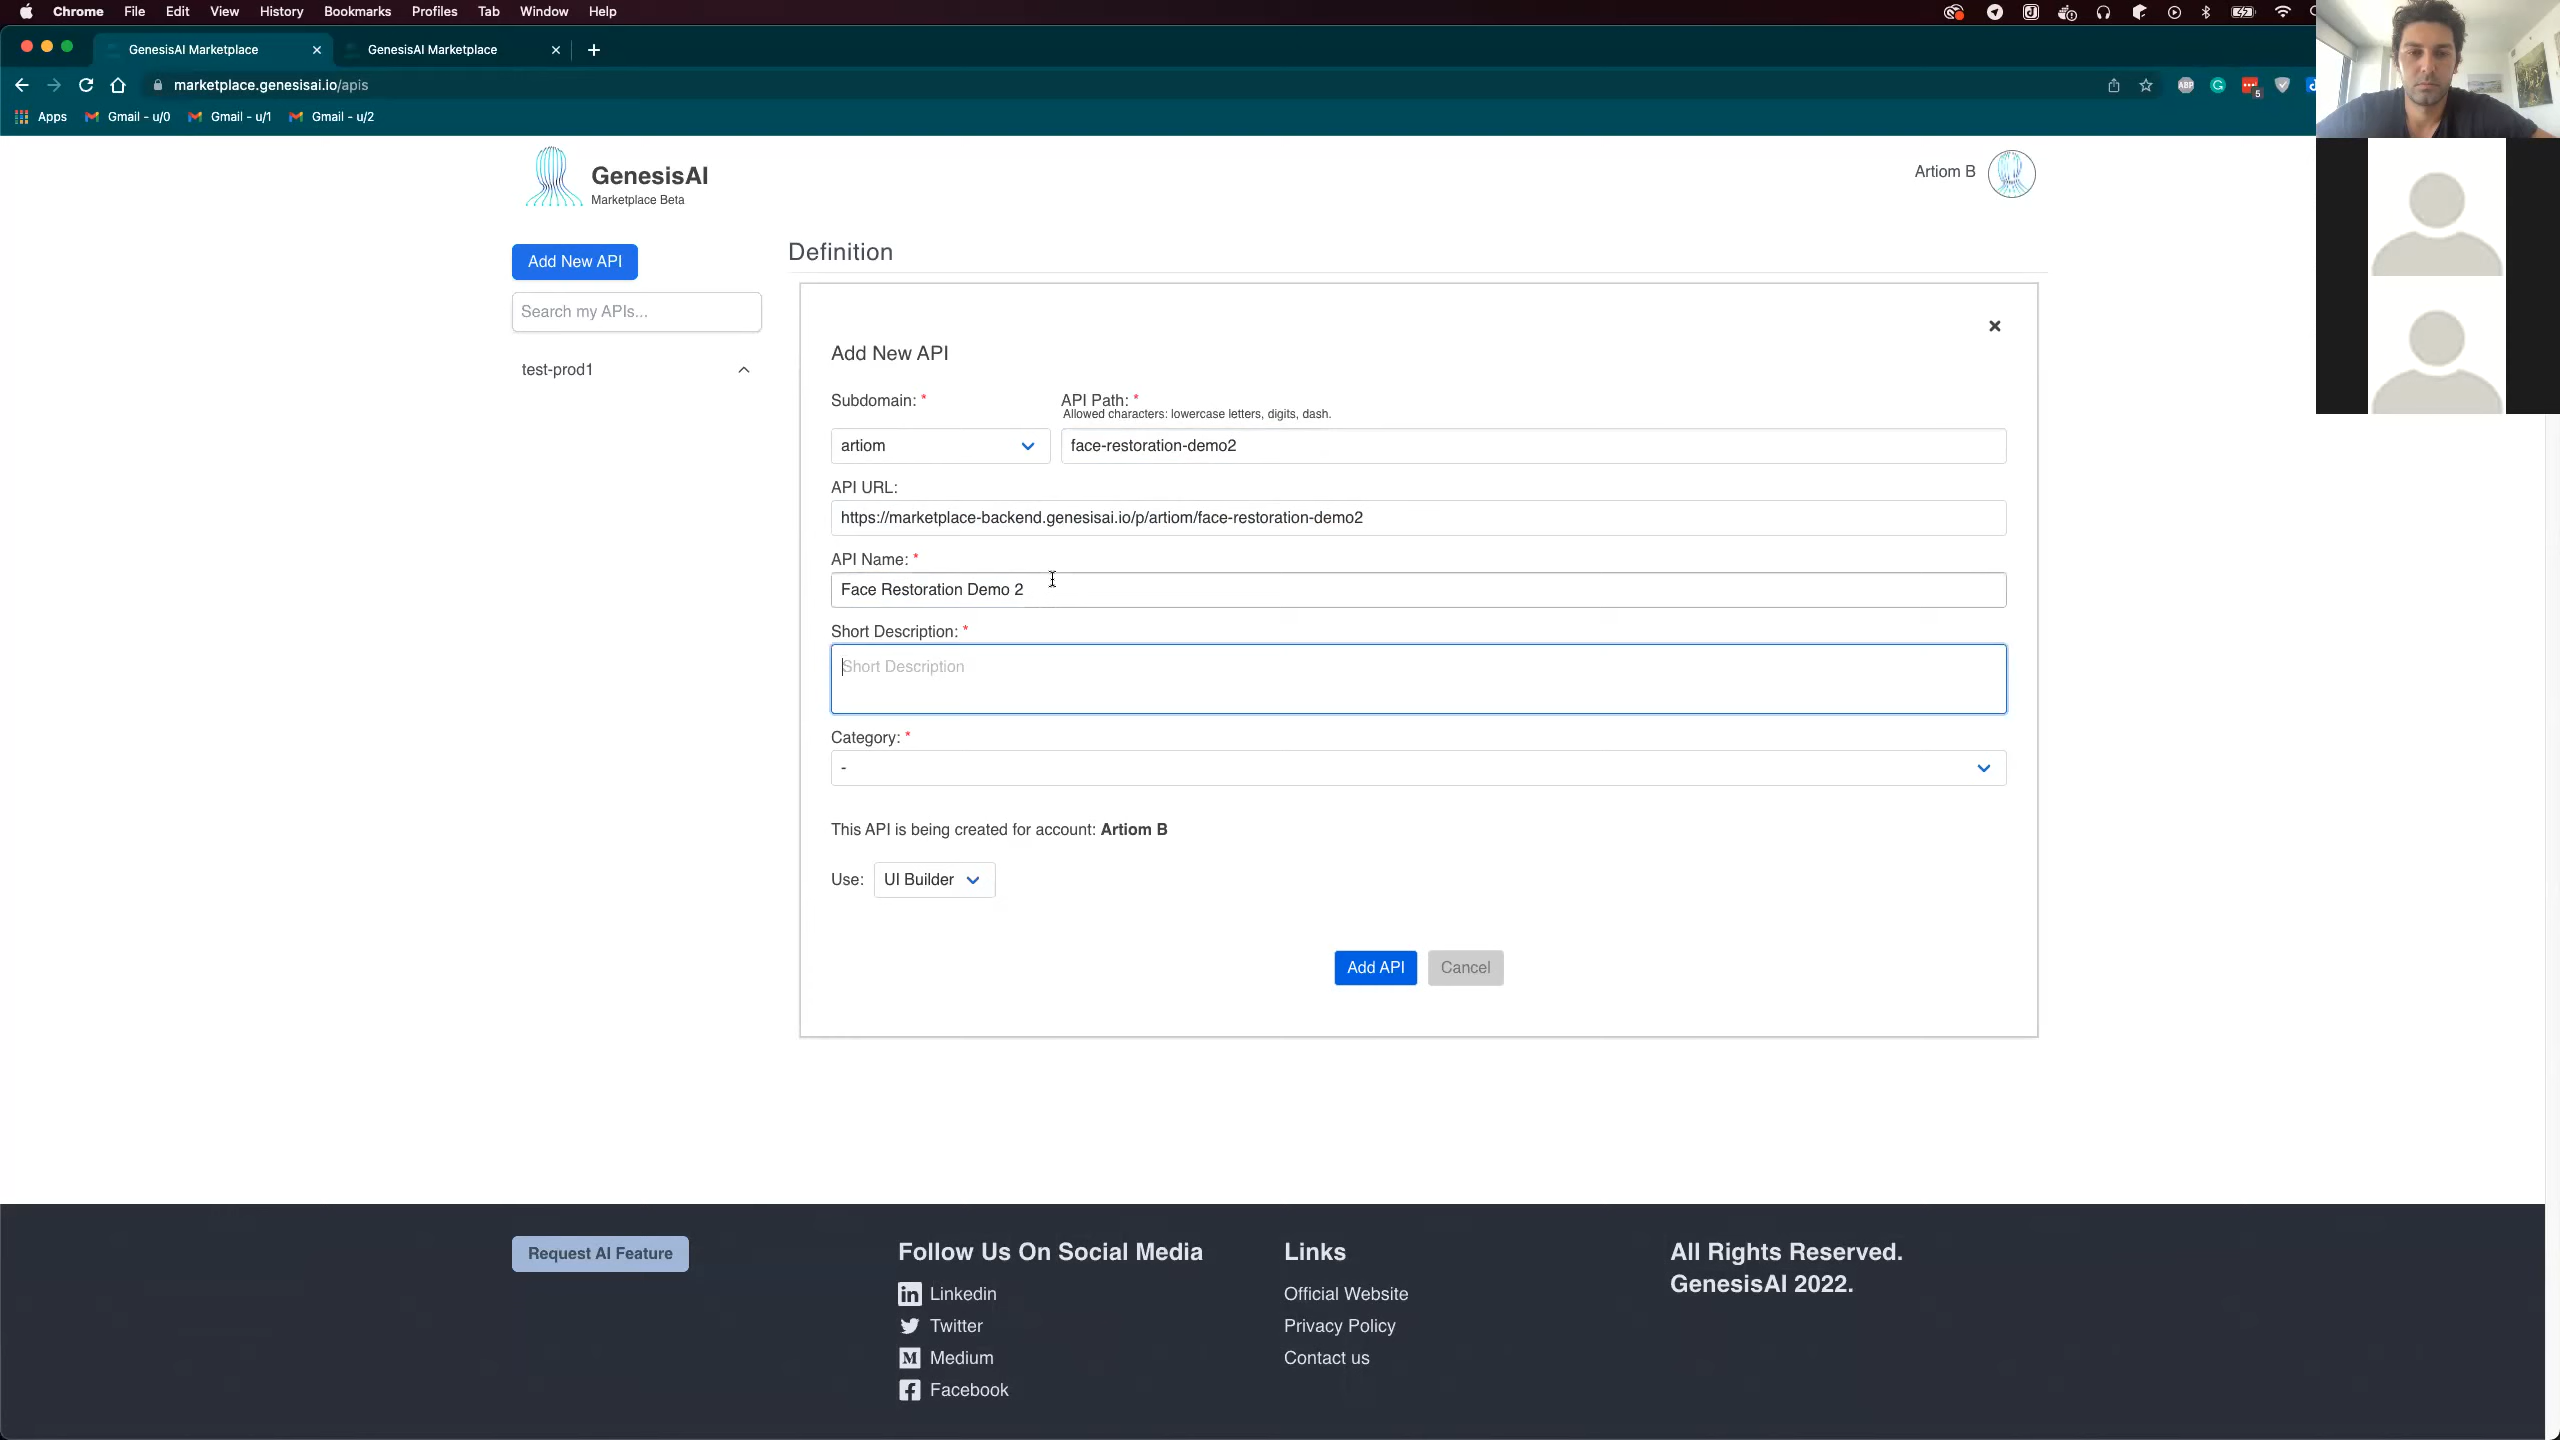 Chrome File Edit View History Bookmarks Profiles Tab Window Help
GenesisAI Marketplace
GenesisAI Marketplace
marketplace.genesisai.io/apis
ABP
5
Apps Gmail - u/0 Gmail - u/1 Gmail - u/2
GenesisAI
Marketplace Beta
Artiom B
Add New API
Search my APIs...
test-prod1
Definition
Add New API
Subdomain: * API Path: *
Allowed characters: lowercase letters, digits, dash.
artiom face-restoration-demo2
API URL:
https://marketplace-backend.genesisai.io/p/artiom/face-restoration-demo2
API Name: *
Face Restoration Demo 2
Short Description: *
Short Description
Category: *
-
This API is being created for account: Artiom B
Use: UI Builder
Add API Cancel
Request AI Feature
Follow Us On Social Media
Linkedin
Twitter
Medium
Facebook
Links
Official Website
Privacy Policy
Contact us
All Rights Reserved.
GenesisAI 2022.